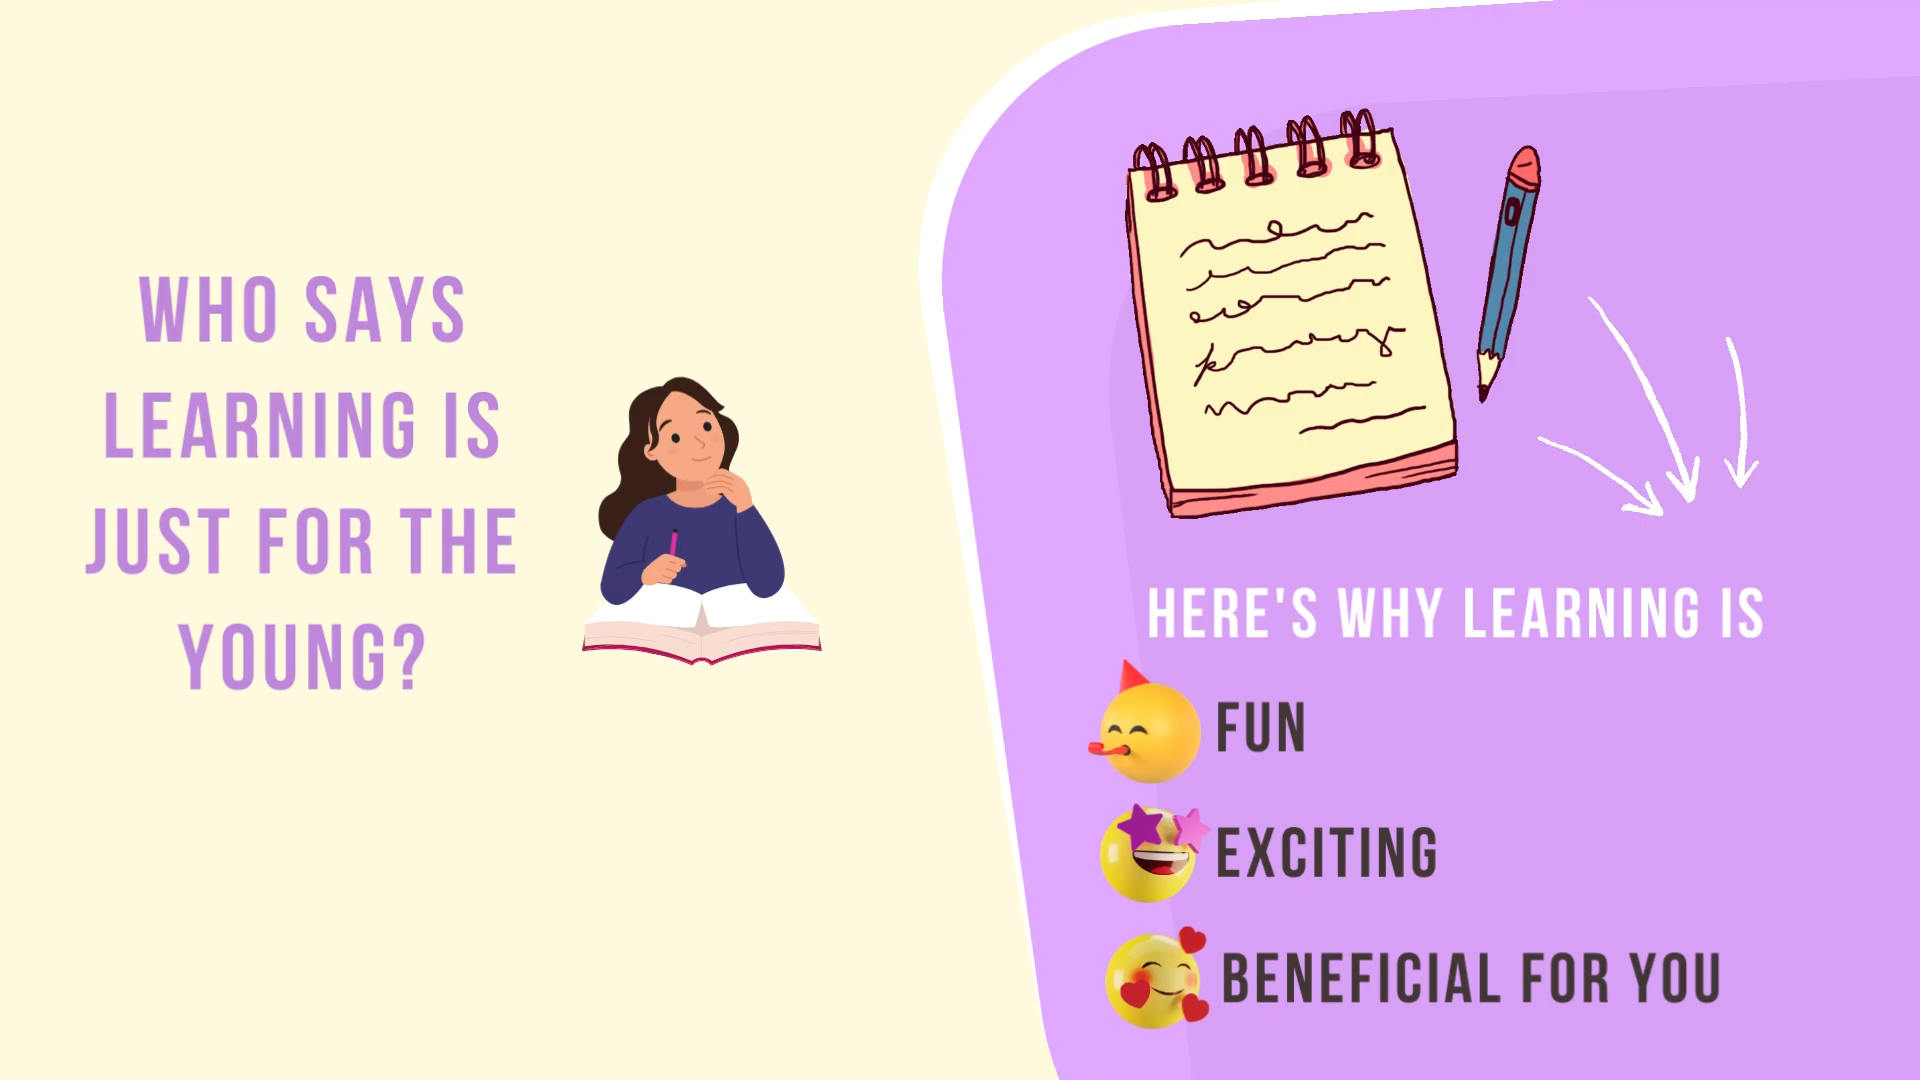 WHO SAYS
LEARNING IS
JUST FOR THE
YOUNG?
HERE'S WHY LEARNING IS
FUN
EXCITING
BENEFICIAL FOR YOU